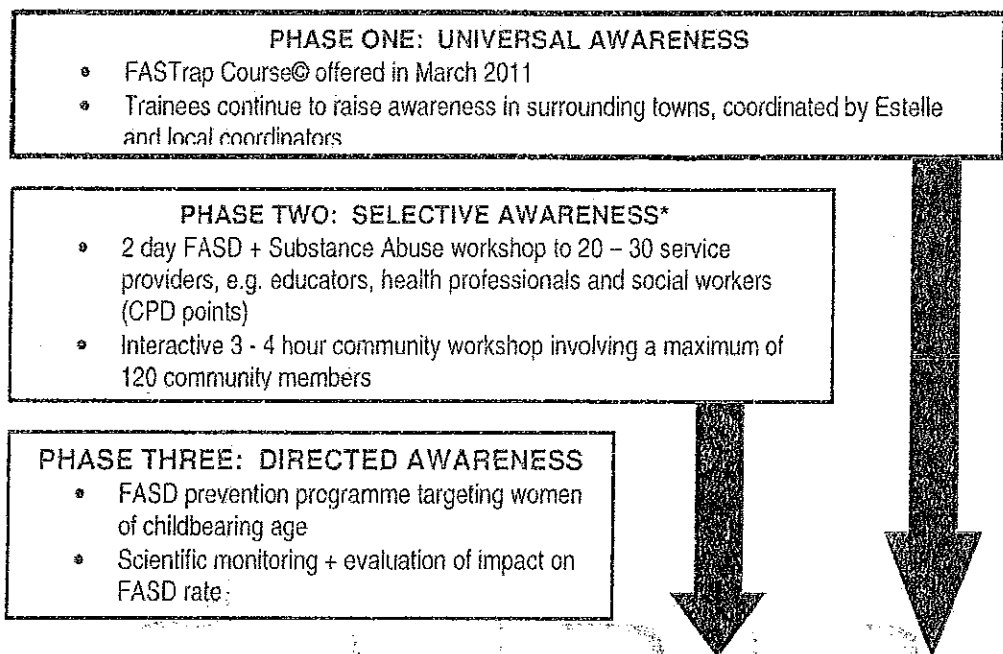 PHASE ONE: UNIVERSAL AWARENESS
• FASTrap Course© offered in March 2011
• Trainees continue to raise awareness in surrounding towns, coordinated by Estelle
and local coordinators
PHASE TWO: SELECTIVE AWARENESS*
• 2 day FASD + Substance Abuse workshop to 20 – 30 service
providers, e.g. educators, health professionals and social workers
(CPD points)
• Interactive 3 - 4 hour community workshop involving a maximum of
120 community members
PHASE THREE: DIRECTED AWARENESS
• FASD prevention programme targeting women
of childbearing age
• Scientific monitoring + evaluation of impact on
FASD rate